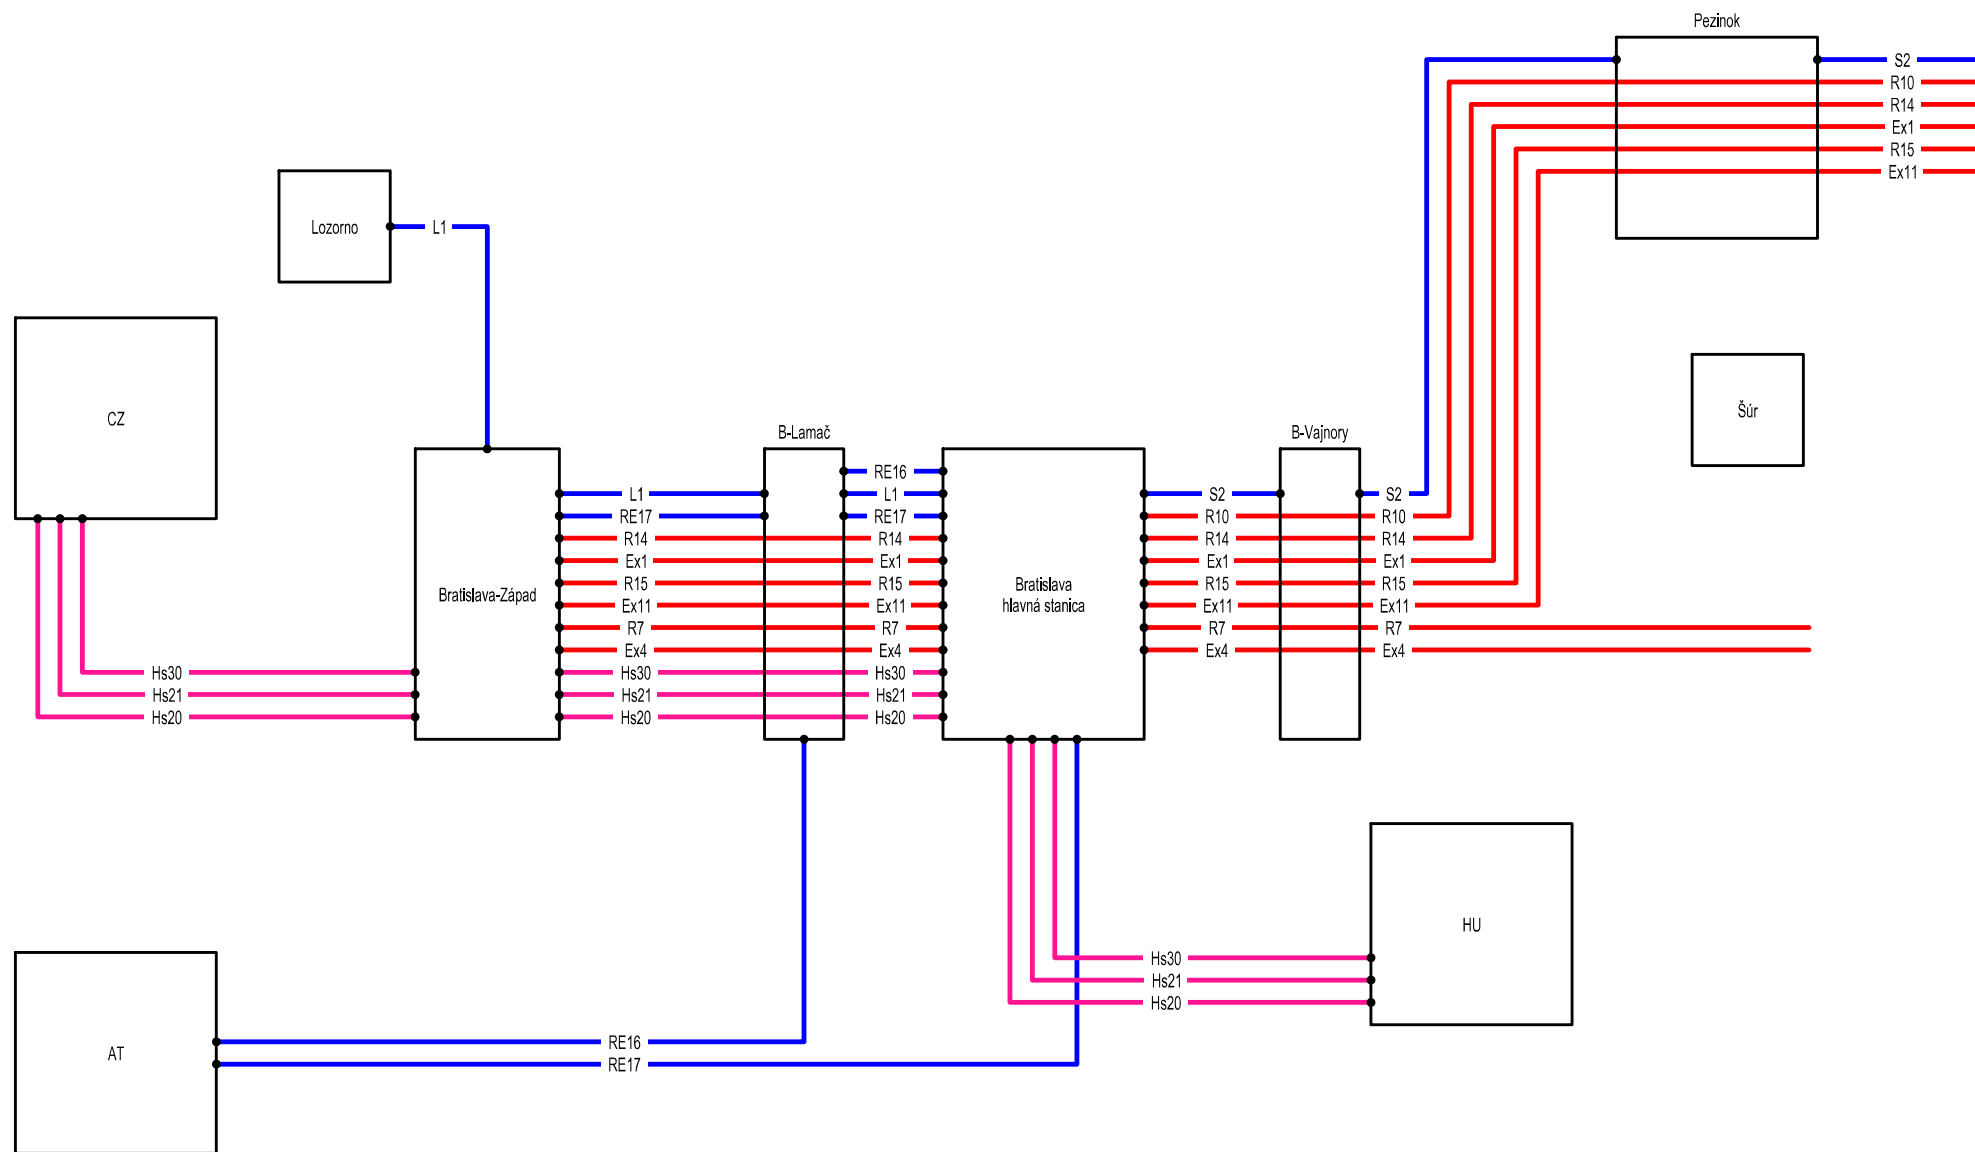 Pezinok
S2
R10
R14
Ex1
R15
Ex11
Lozorno
L1
CZ
Šúr
B-Lamač
B-Vajnory
RE16
L1
L1
S2
S2
RE17
RE17
R10
R10
R14
R14
R14
R14
Ex1
Ex1
Ex1
Ex1
R15
R15
R15
R15
Bratislava-Západ
Bratislava
hlavná stanica
Ex11
Ex11
Ex11
Ex11
R7
R7
R7
R7
Ex4
Ex4
Ex4
Ex4
Hs30
Hs30
Hs30
Hs21
Hs21
Hs21
Hs20
Hs20
Hs20
HU
Hs30
Hs21
Hs20
AT
RE16
RE17